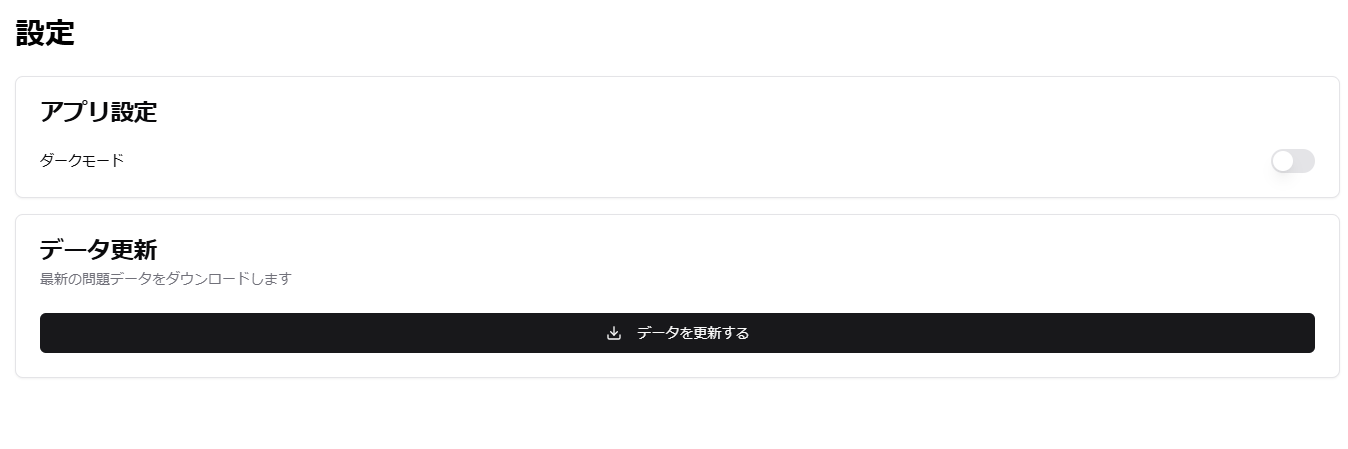 設定
アプリ設定
ダークモード
データ更新
最新の問題データをダウンロードします
データを更新する